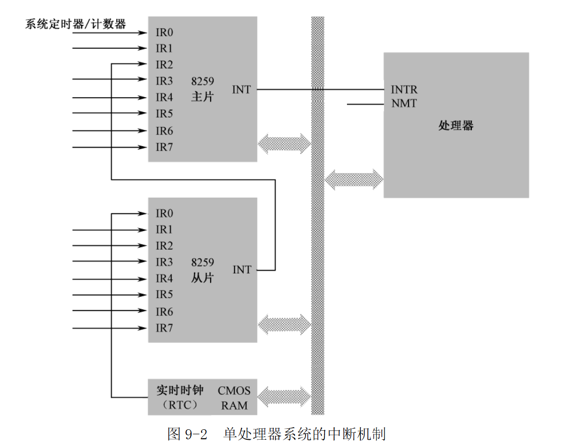 系统定时器/计数器
IR0
IR1
IR2
IR3
IR4
IR5
IR6
IR7
8259
主片
INT
INTR
NMT
处理器
IR0
IR1
IR2
IR3
IR4
IR5
IR6
IR7
8259
从片
INT
实时时钟 CMOS
（RTC） RAM
图 9-2 单处理器系统的中断机制